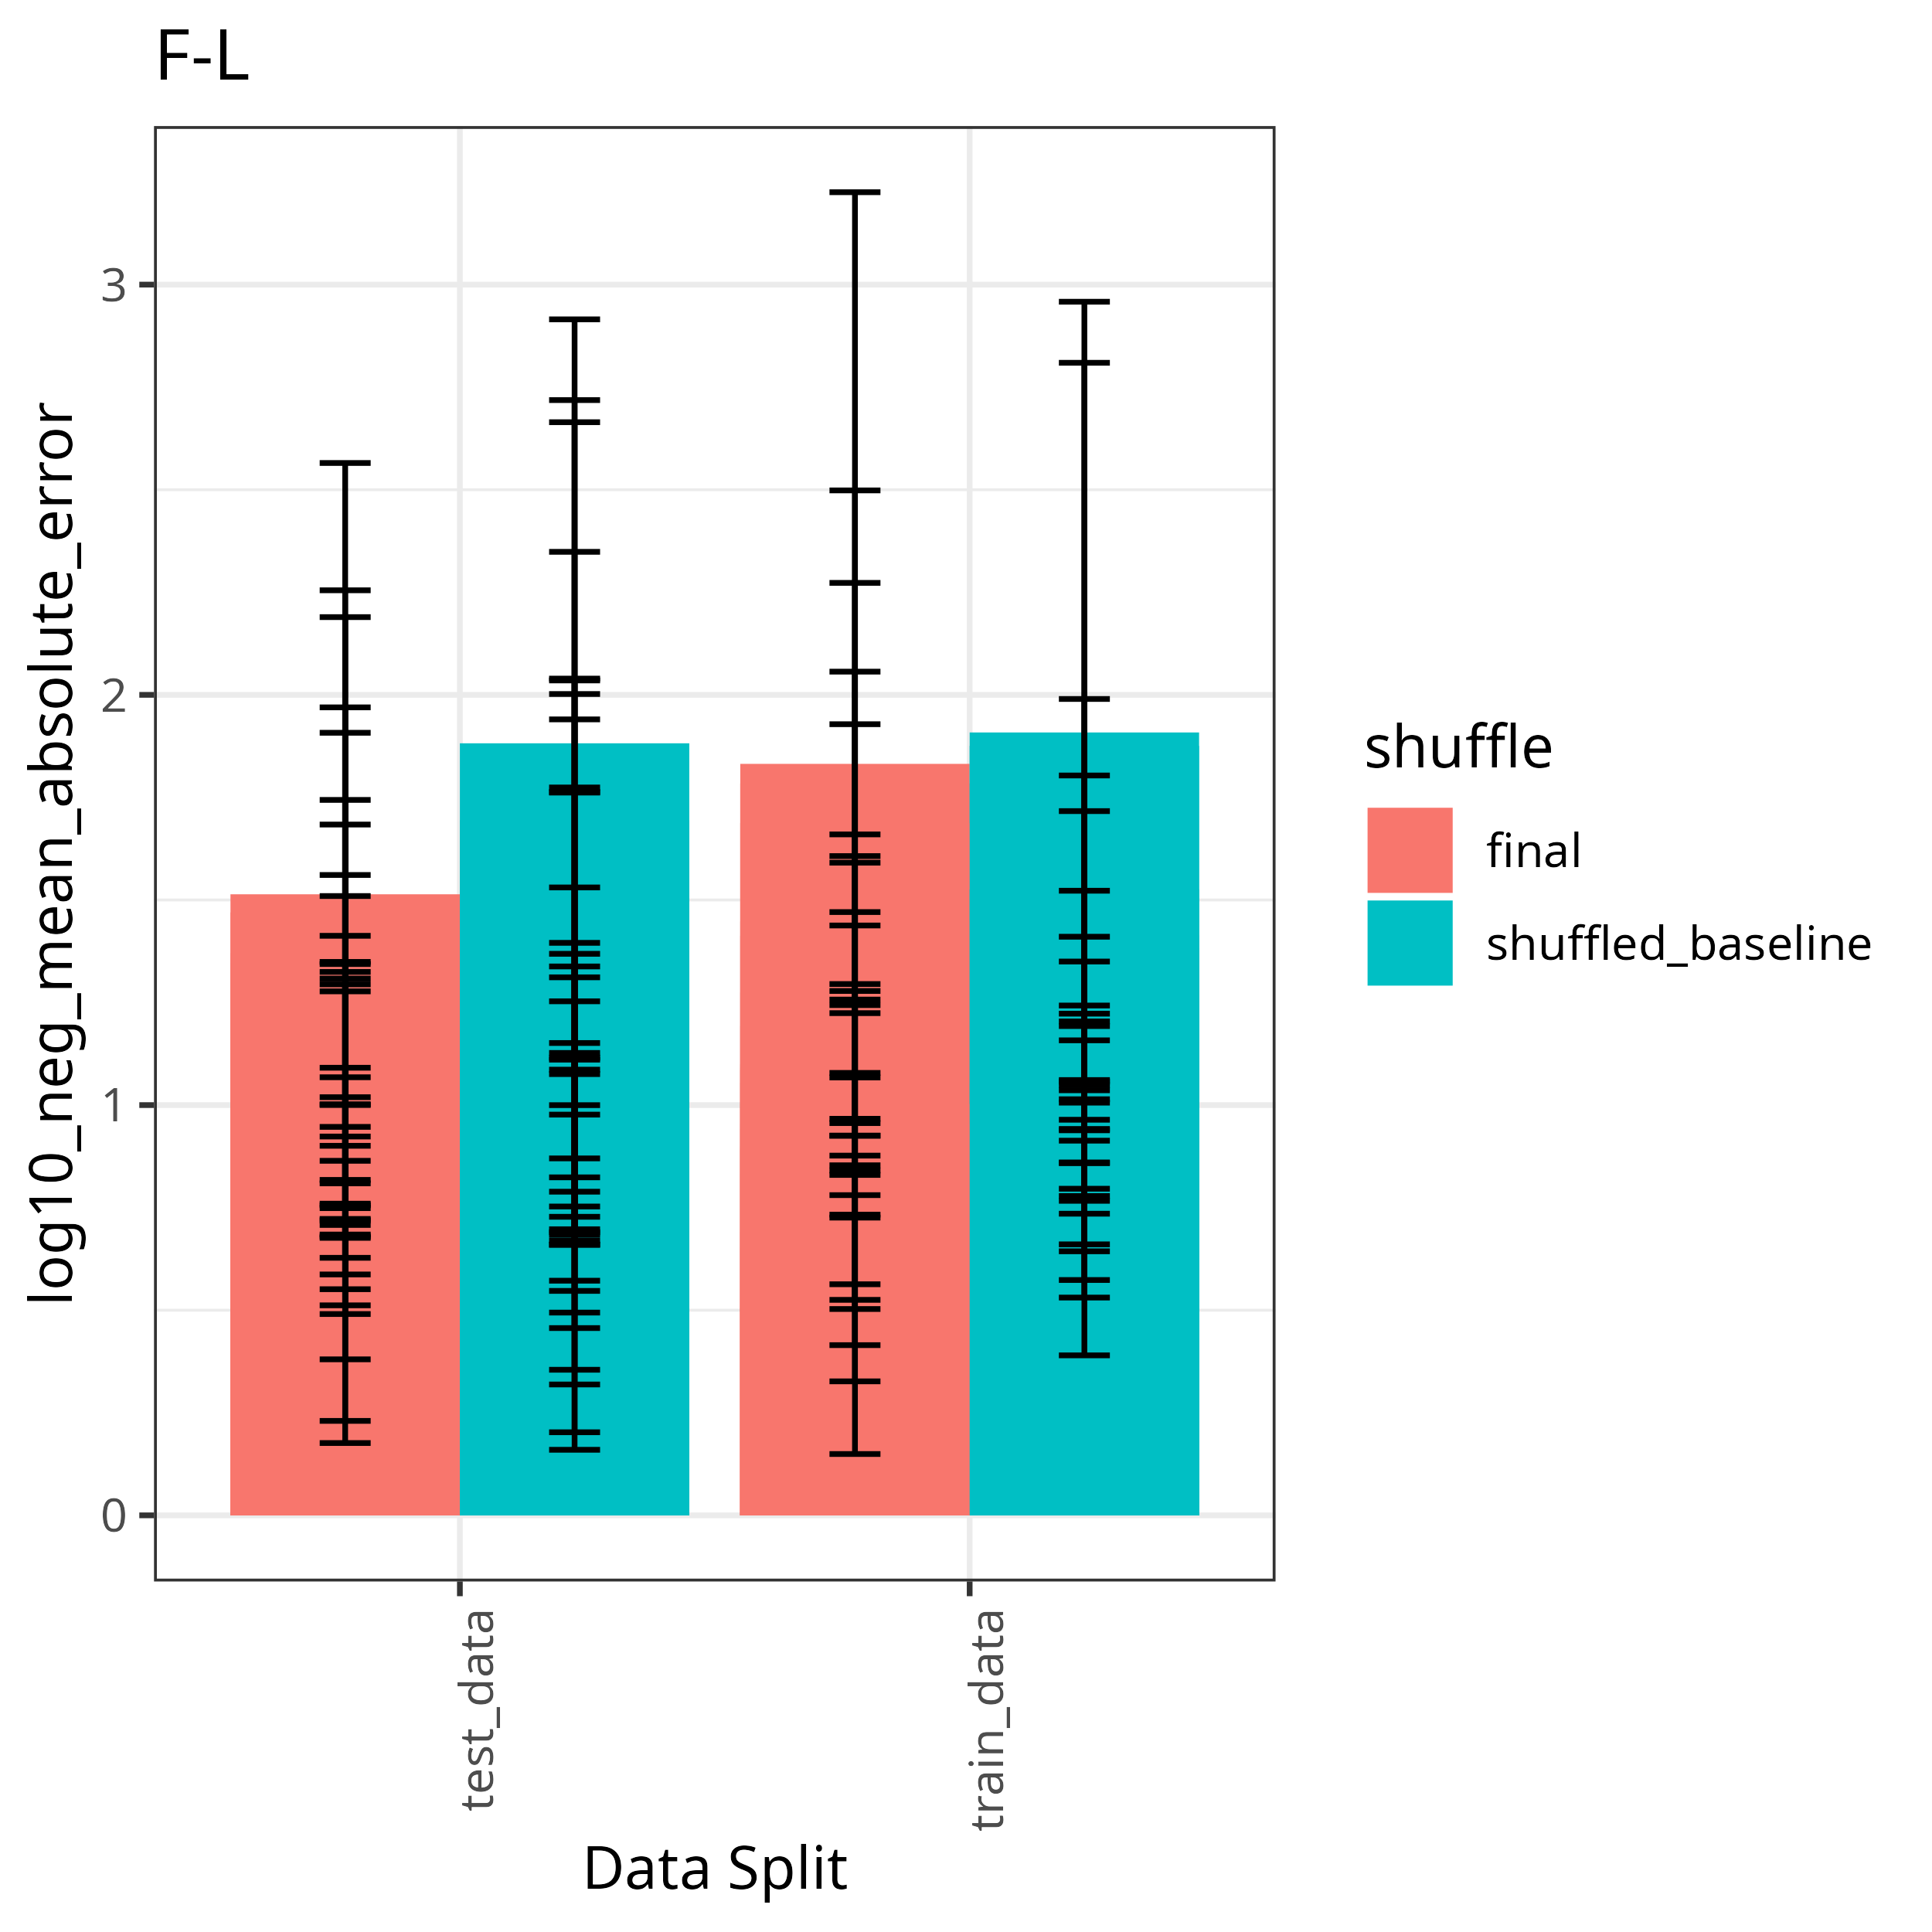 F-L
log10_neg_mean_absolute_error
3
2
1
0
test_data
train_data
Data Split
shuffle
final
shuffled_baseline